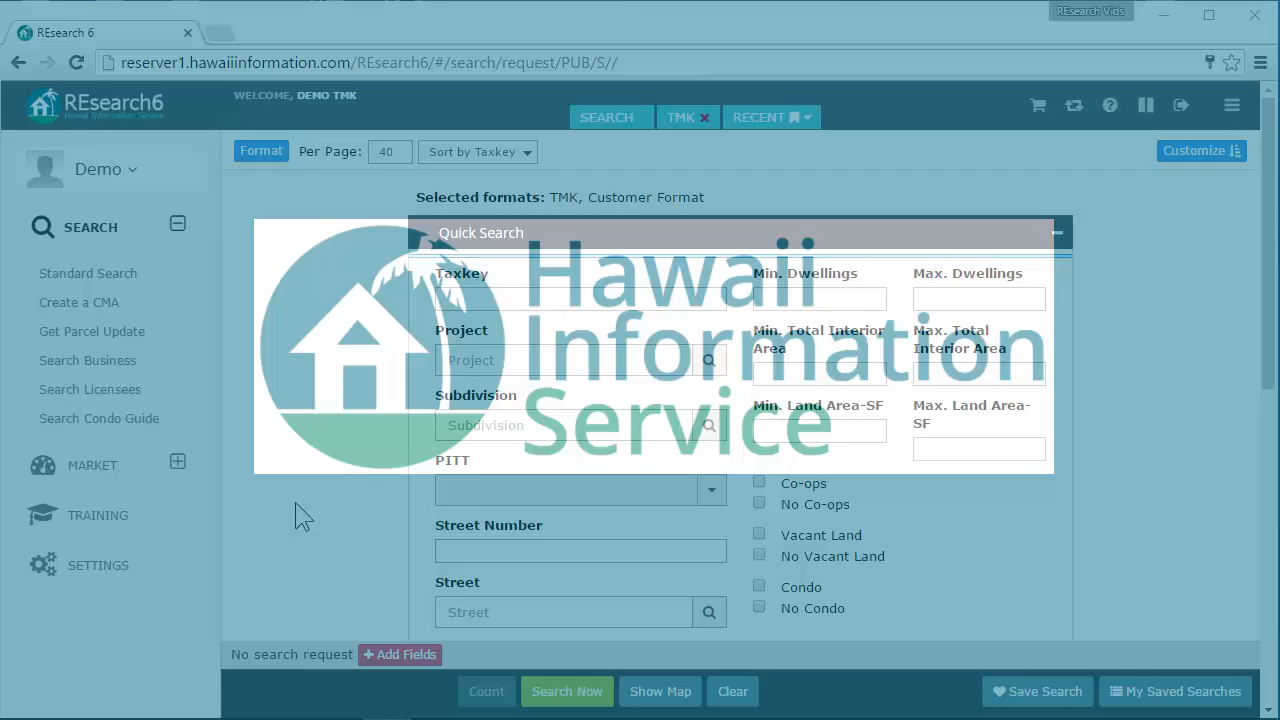 REsearch Vids
REsearch 6
reserver1.hawaiiinformation.com/REsearch6/#/search/request/PUB/S//
REsearch6
Hawaii Information Service
WELCOME, DEMO TMK
SEARCH
TMK
RECENT
Format
Per Page:
40
Sort by Taxkey
Customize
Demo
Selected formats: TMK, Customer Format
SEARCH
Standard Search
Create a CMA
Get Parcel Update
Search Business
Search Licensees
Search Condo Guide
MARKET
TRAINING
SETTINGS
Quick Search
Hawaii
Information
Service
Taxkey
Project
Project
Subdivision
Subdivision
PITT
Street Number
Street
Street
Min. Dwellings
Max. Dwellings
Min. Total Interior
Area
Max. Total
Interior Area
Min. Land Area-SF
Max. Land Area-
SF
Co-ops
No Co-ops
Vacant Land
No Vacant Land
Condo
No Condo
No search request
Add Fields
Count
Search Now
Show Map
Clear
Save Search
My Saved Searches